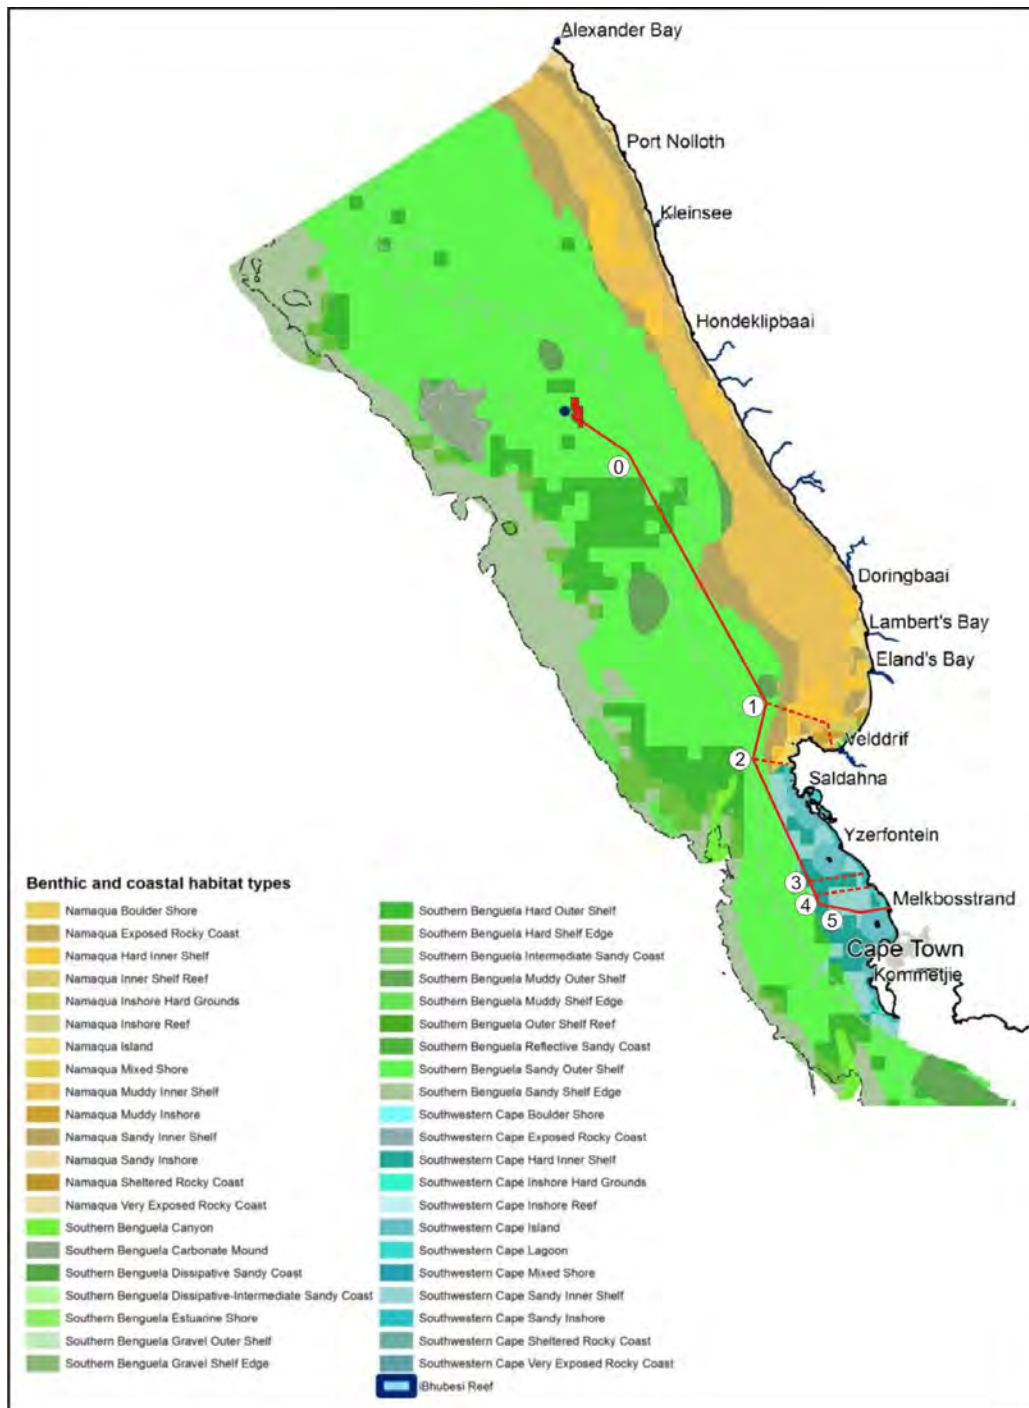 Alexander Bay
Port Nolloth
Kleinsee
Hondeklipbaai
0
Doringbaai
Lambert's Bay
Eland's Bay
1
Velddrif
2
Saldahna
Yzerfontein
3
4
Melkbosstrand
5
Cape Town
Kommetjie
Benthic and coastal habitat types
Namaqua Boulder Shore
Namaqua Exposed Rocky Coast
Namaqua Hard Inner Shelf
Namaqua Inner Shelf Reef
Namaqua Inshore Hard Grounds
Namaqua Inshore Reef
Namaqua Island
Namaqua Mixed Shore
Namaqua Muddy Inner Shelf
Namaqua Muddy Inshore
Namaqua Sandy Inner Shelf
Namaqua Sandy Inshore
Namaqua Sheltered Rocky Coast
Namaqua Very Exposed Rocky Coast
Southern Benguela Canyon
Southern Benguela Carbonate Mound
Southern Benguela Dissipative Sandy Coast
Southern Benguela Dissipative-Intermediate Sandy Coast
Southern Benguela Estuarine Shore
Southern Benguela Gravel Outer Shelf
Southern Benguela Gravel Shelf Edge
Southern Benguela Hard Outer Shelf
Southern Benguela Hard Shelf Edge
Southern Benguela Intermediate Sandy Coast
Southern Benguela Muddy Outer Shelf
Southern Benguela Muddy Shelf Edge
Southern Benguela Outer Shelf Reef
Southern Benguela Reflective Sandy Coast
Southern Benguela Sandy Outer Shelf
Southern Benguela Sandy Shelf Edge
Southwestern Cape Boulder Shore
Southwestern Cape Exposed Rocky Coast
Southwestern Cape Hard Inner Shelf
Southwestern Cape Inshore Hard Grounds
Southwestern Cape Inshore Reef
Southwestern Cape Island
Southwestern Cape Lagoon
Southwestern Cape Mixed Shore
Southwestern Cape Sandy Inner Shelf
Southwestern Cape Sandy Inshore
Southwestern Cape Sheltered Rocky Coast
Southwestern Cape Very Exposed Rocky Coast
iBhubesi Reef